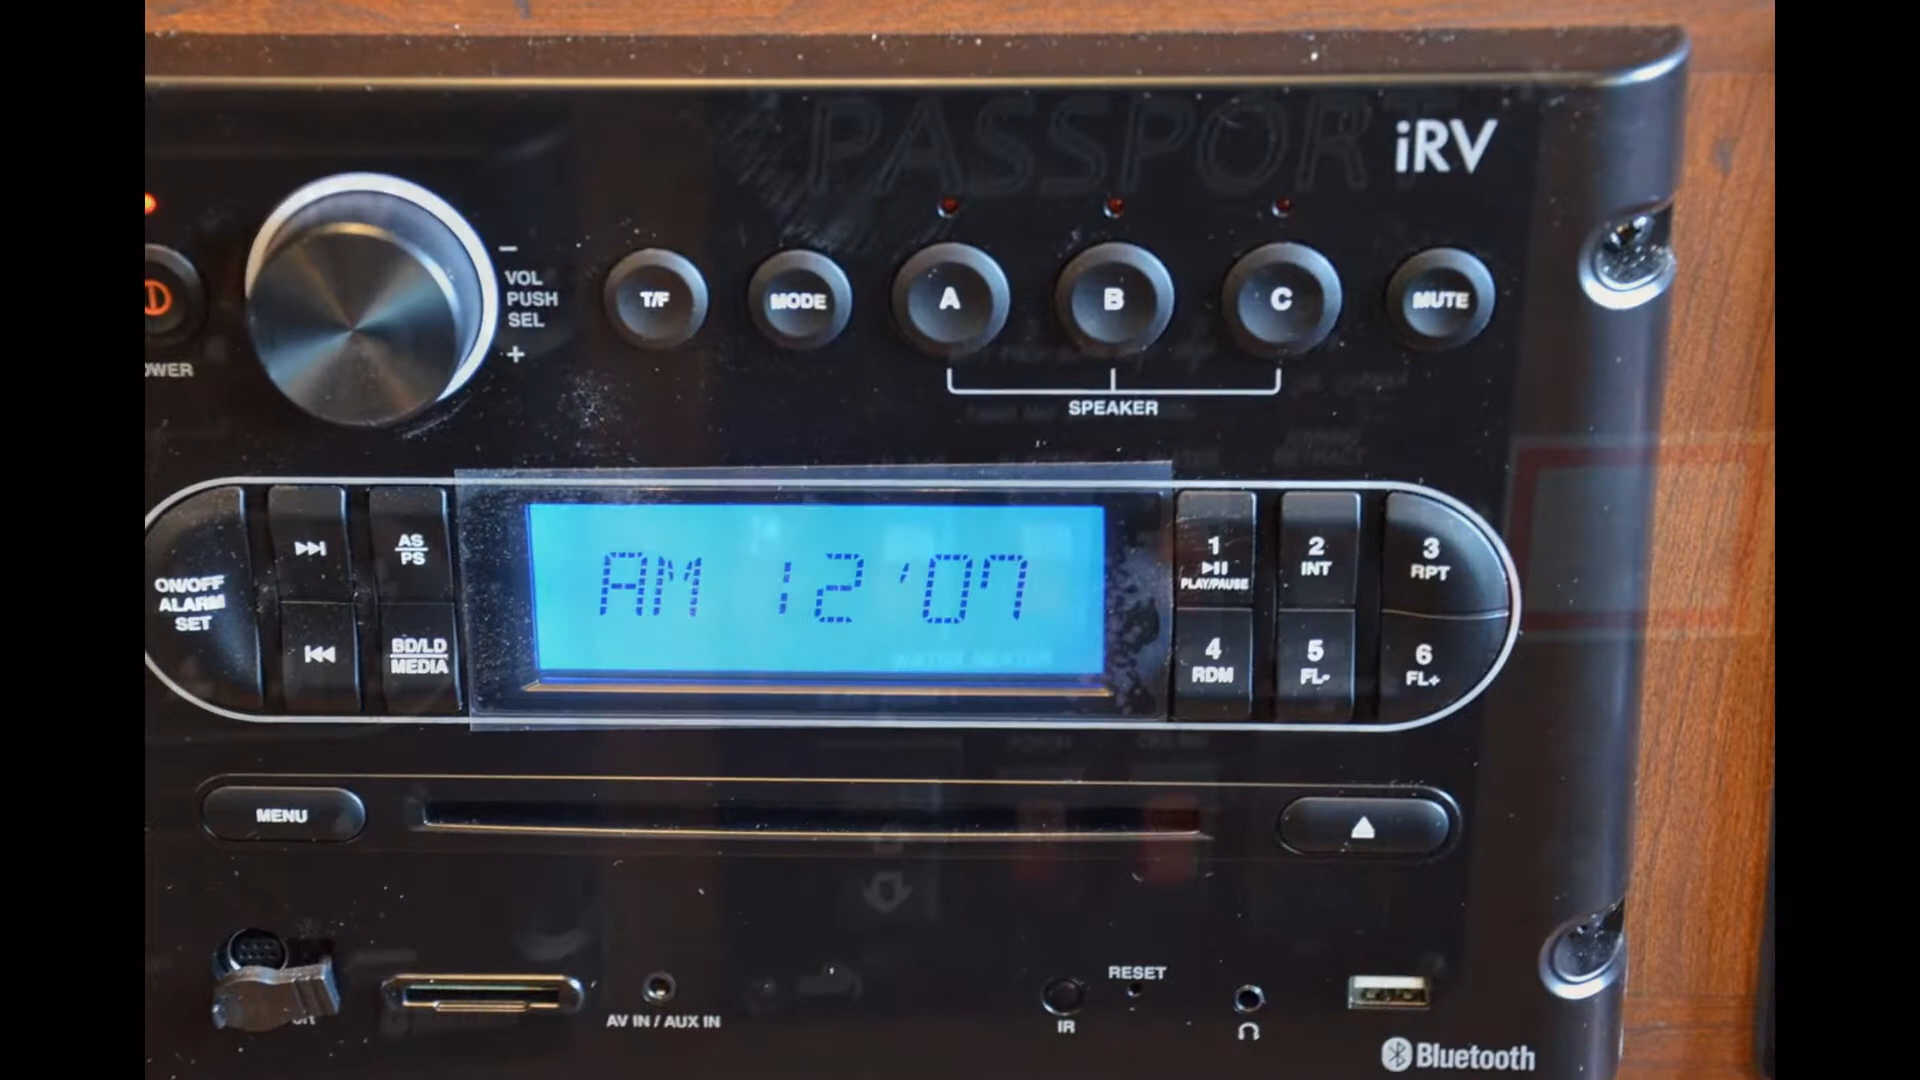 PASSPORT
iRV
- VOL PUSH SEL +
T/F
MODE
A
B
C
MUTE
OWER
SPEAKER
ON/OFF
ALARM
SET
AS
PS
BD/LD
MEDIA
AM 12'07
1
PLAY/PAUSE
2
INT
3
RPT
4
RDM
5
FL-
6
FL+
MENU
AV IN / AUX IN
IR
RESET
Bluetooth